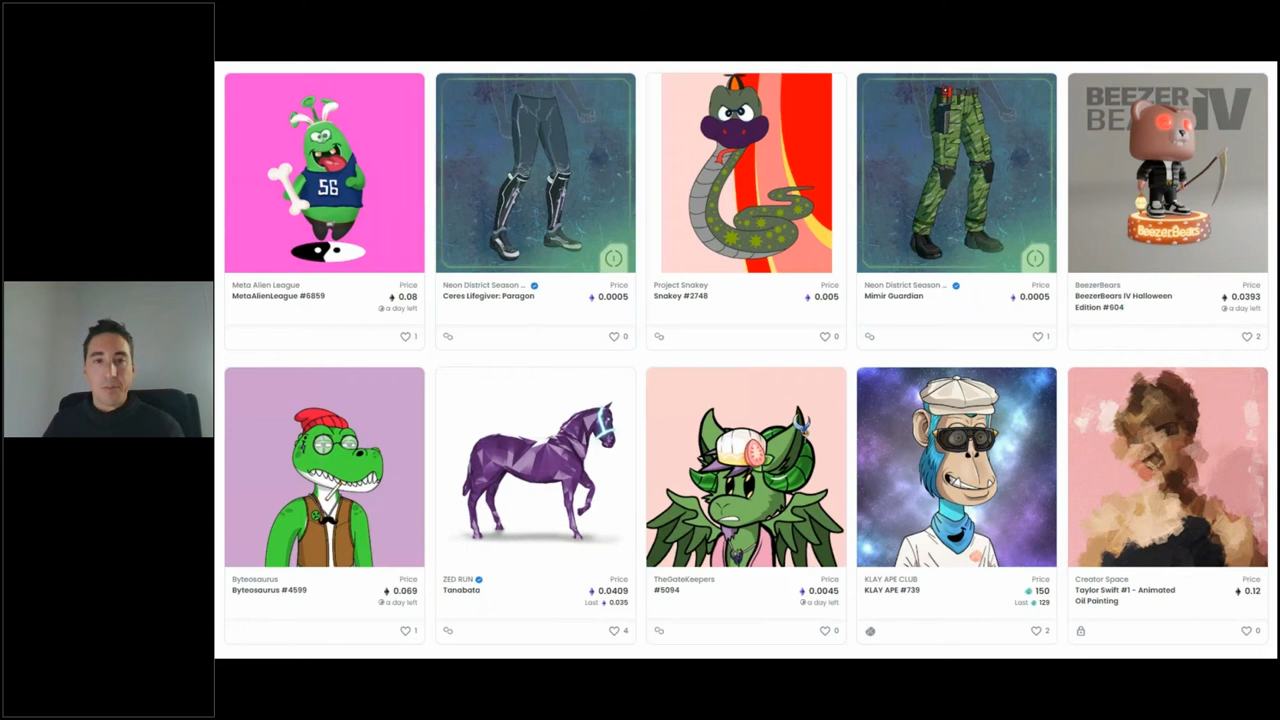 56
BEEZER
BE
IV
BeezerBears
Meta Alien League Price
MetaAlienLeague #6859 0.08
a day left
1
Neon District Season ... Price
Ceres Lifegiver: Paragon 0.0005
0
Project Snakey Price
Snakey #2748 0.005
0
Neon District Season ... Price
Mimir Guardian 0.0005
1
BeezerBears Price
BeezerBears IV Halloween 0.0393
Edition #604 a day left
2
Byteosaurus Price
Byteosaurus #4599 0.069
a day left
1
ZED RUN Price
Tanabata 0.0409
Last 0.035
4
TheGateKeepers Price
#5094 0.0045
a day left
0
KLAY APE CLUB Price
KLAY APE #739 150
Last 129
2
Creator Space Price
Taylor Swift #1 - Animated 0.12
Oil Painting
0